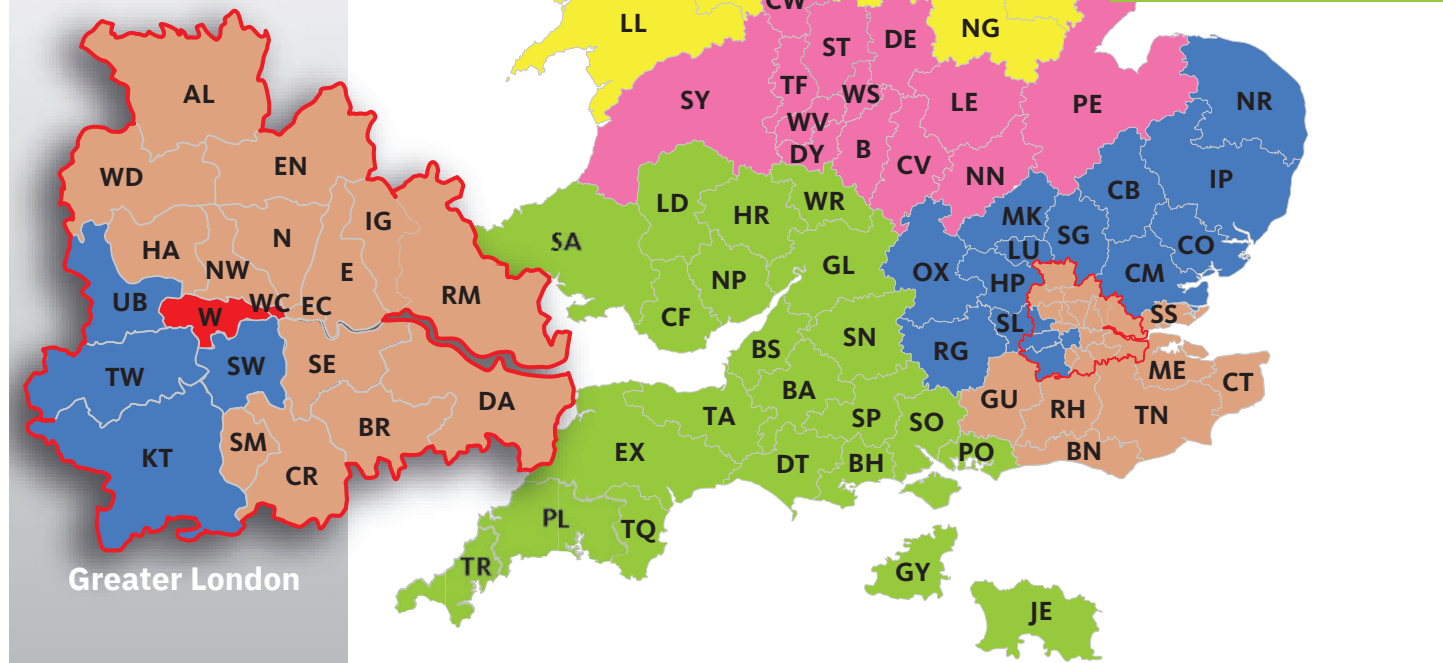 AL
WD
EN
HA
N
IG
NW
E
UB
W
WC
EC
RM
TW
SW
SE
DA
KT
SM
BR
CR
Greater London
LL
CW
ST
DE
NG
SY
TF
WS
LE
PE
NR
WV
DY
B
CV
NN
CB
IP
LD
HR
WR
MK
SG
CO
SA
NP
GL
OX
LU
HP
CM
CF
BS
SN
RG
SL
SS
BA
ME
CT
TA
SP
SO
GU
RH
TN
EX
DT
BH
PO
BN
PL
TQ
TR
GY
JE